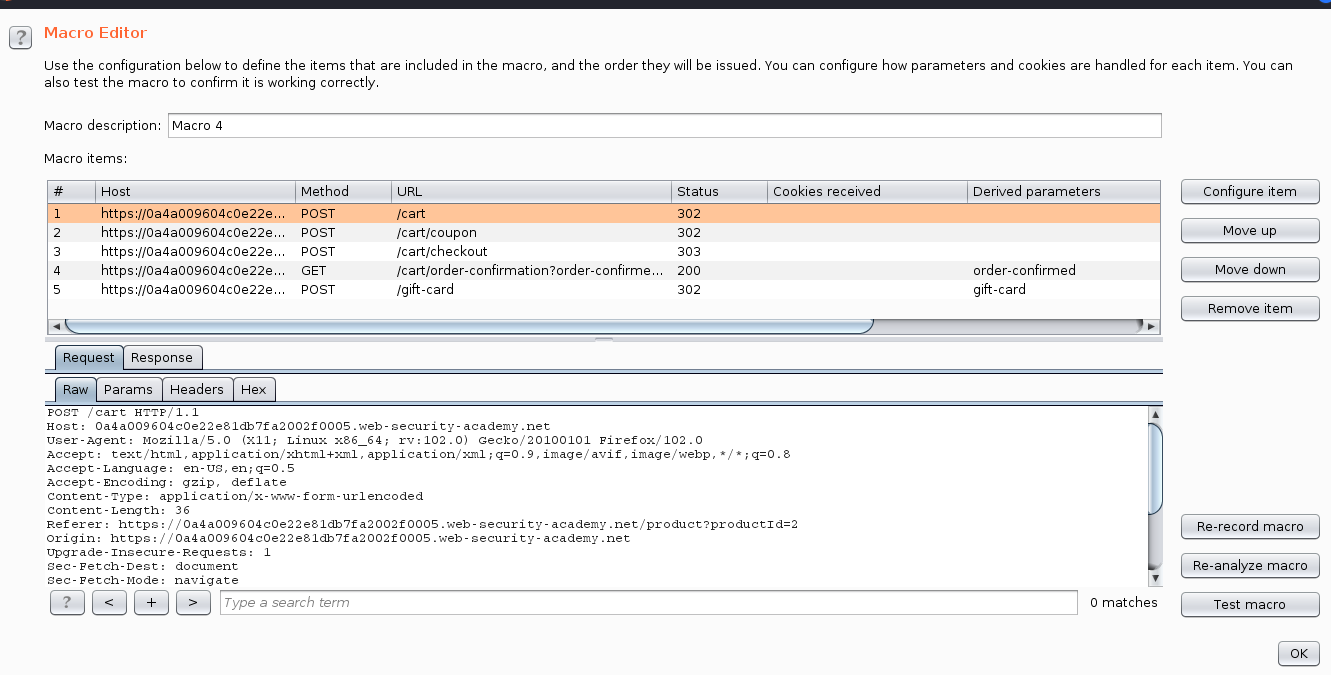 ?
Macro Editor
Use the configuration below to define the items that are included in the macro, and the order they will be issued. You can configure how parameters and cookies are handled for each item. You can
also test the macro to confirm it is working correctly.
Macro description: Macro 4
Macro items:
# Host Method URL Status Cookies received Derived parameters
1 https://0a4a009604c0e22e... POST /cart 302
2 https://0a4a009604c0e22e... POST /cart/coupon 302
3 https://0a4a009604c0e22e... POST /cart/checkout 303
4 https://0a4a009604c0e22e... GET /cart/order-confirmation?order-confirme... 200 order-confirmed
5 https://0a4a009604c0e22e... POST /gift-card 302 gift-card
Configure item
Move up
Move down
Remove item
Request Response
Raw Params Headers Hex
POST /cart HTTP/1.1
Host: 0a4a009604c0e22e81db7fa2002f0005.web-security-academy.net
User-Agent: Mozilla/5.0 (X11; Linux x86_64; rv:102.0) Gecko/20100101 Firefox/102.0
Accept: text/html,application/xhtml+xml,application/xml;q=0.9,image/avif,image/webp,*/*;q=0.8
Accept-Language: en-US,en;q=0.5
Accept-Encoding: gzip, deflate
Content-Type: application/x-www-form-urlencoded
Content-Length: 36
Referer: https://0a4a009604c0e22e81db7fa2002f0005.web-security-academy.net/product?productId=2
Origin: https://0a4a009604c0e22e81db7fa2002f0005.web-security-academy.net
Upgrade-Insecure-Requests: 1
Sec-Fetch-Dest: document
Sec-Fetch-Mode: navigate
? < + > Type a search term 0 matches
Re-record macro
Re-analyze macro
Test macro
OK